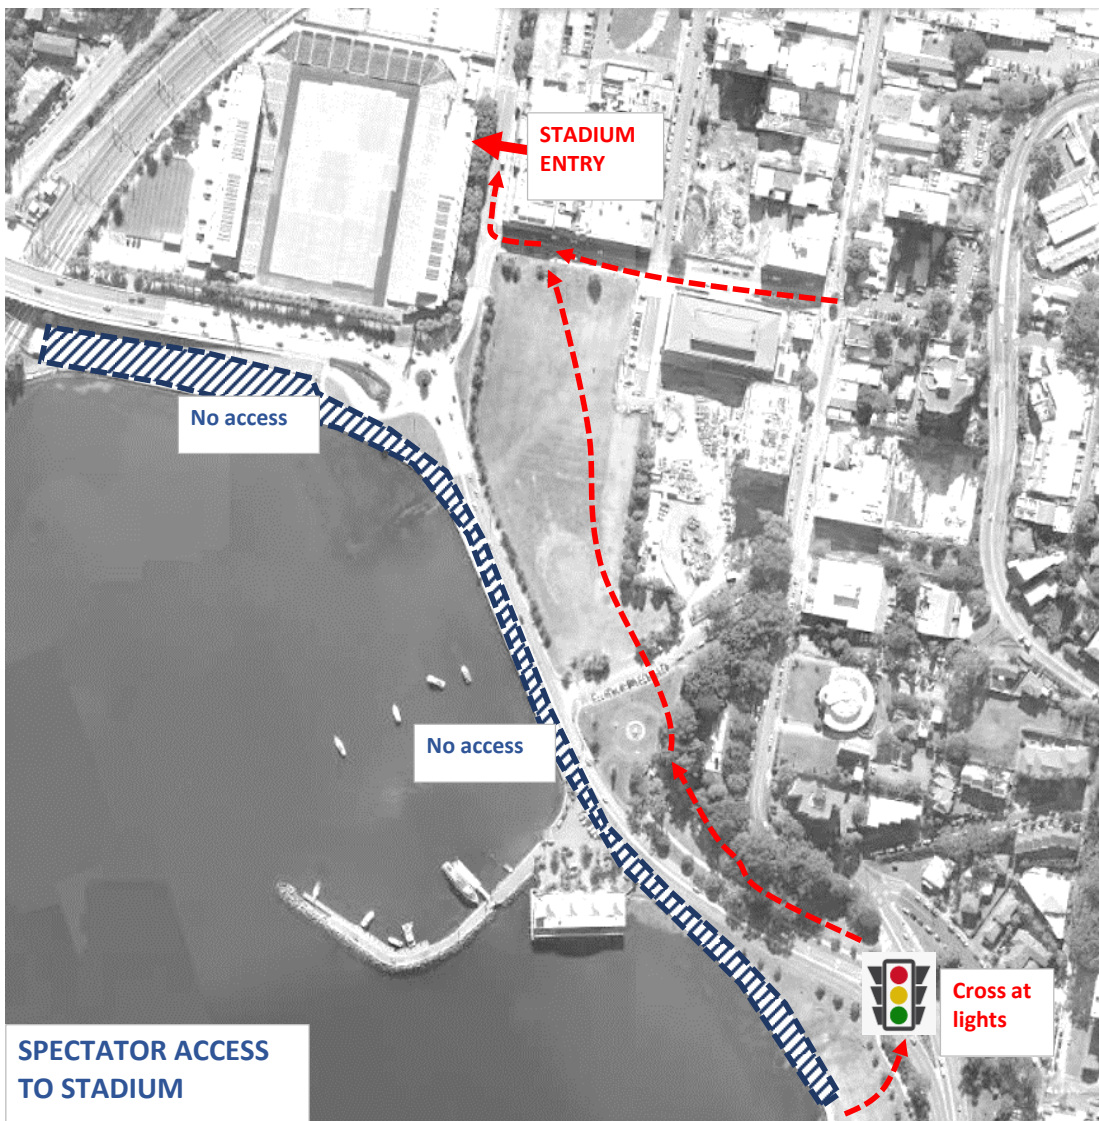 STADIUM
ENTRY
No access
No access
Cross at
lights
SPECTATOR ACCESS
TO STADIUM